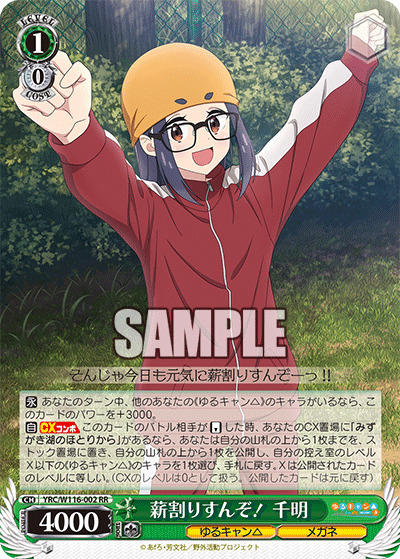 LEVEL
1
0
COST
SAMPLE
そんじゃ今日も元気に薪割りすんぞーっ!!
永 あなたのターン中、他のあなたの《ゆるキャン△》のキャラがいるなら、こ
のカードのパワーを+3000。
自 CXコンボ このカードのバトル相手が した時、あなたのCX置場に「みず
がき湖のほとりから」があるなら、あなたは自分の山札の上から1枚までを、ス
トック置場に置き、自分の山札の上から1枚を公開し、自分の控え室のレベル
X以下の《ゆるキャン△》のキャラを1枚選び、手札に戻す。Xは公開されたカード
のレベルに等しい。(CXのレベルは0として扱う。公開したカードは元に戻す)
CH YRC/W116-002 RR
4000
薪割りすんぞ! 千明
ゆるキャン△
メガネ
©あfろ・芳文社/野外活動プロジェクト